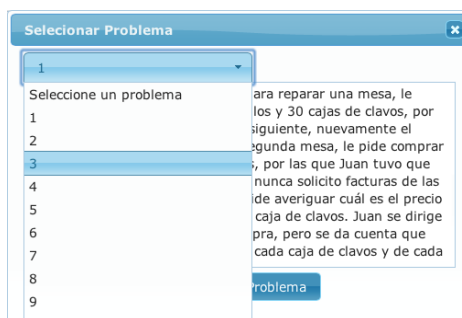 Selecionar Problema
1
Seleccione un problema
1
2
3
4
5
6
7
8
9
ara reparar una mesa, le
los y 30 cajas de clavos, por
siguiente, nuevamente el
egunda mesa, le pide comprar
s, por las que Juan tuvo que
nunca solicito facturas de las
ide averiguar cuál es el precio
caja de clavos. Juan se dirige
pra, pero se da cuenta que
cada caja de clavos y de cada
Problema